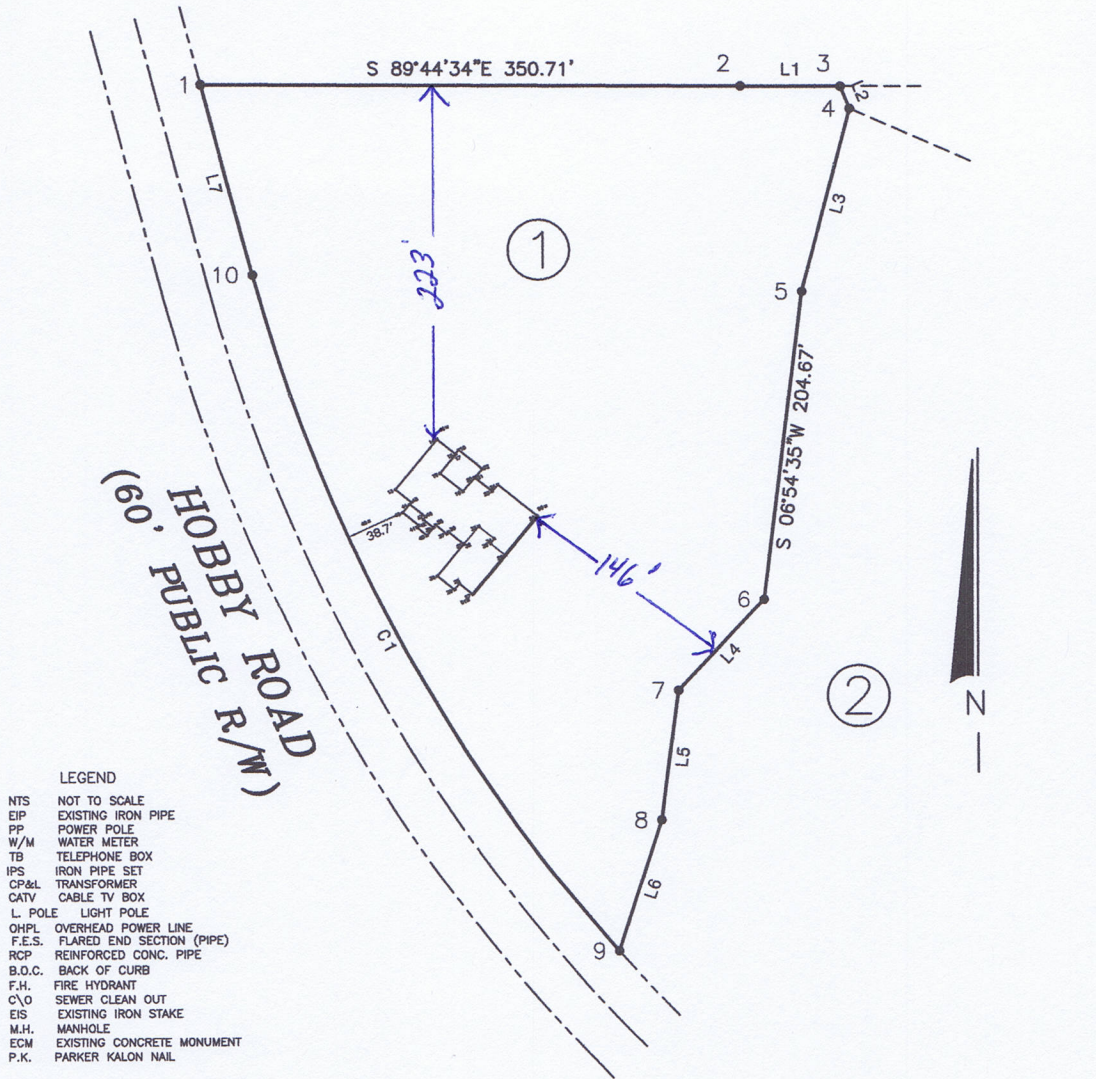 S 89°44'34"E 350.71'
1
2
L1
3
L2
4
L7
L3
1
10
5
223'
S 06°54'35"W 204.67'
38.7'
146'
6
C1
L4
7
2
HOBBY ROAD
(60' PUBLIC R/W)
N
L5
8
L6
9
LEGEND
NTS NOT TO SCALE
EIP EXISTING IRON PIPE
PP POWER POLE
W/M WATER METER
TB TELEPHONE BOX
IPS IRON PIPE SET
CP&L TRANSFORMER
CATV CABLE TV BOX
L. POLE LIGHT POLE
OHPL OVERHEAD POWER LINE
F.E.S. FLARED END SECTION (PIPE)
RCP REINFORCED CONC. PIPE
B.O.C. BACK OF CURB
F.H. FIRE HYDRANT
C\O SEWER CLEAN OUT
EIS EXISTING IRON STAKE
M.H. MANHOLE
ECM EXISTING CONCRETE MONUMENT
P.K. PARKER KALON NAIL